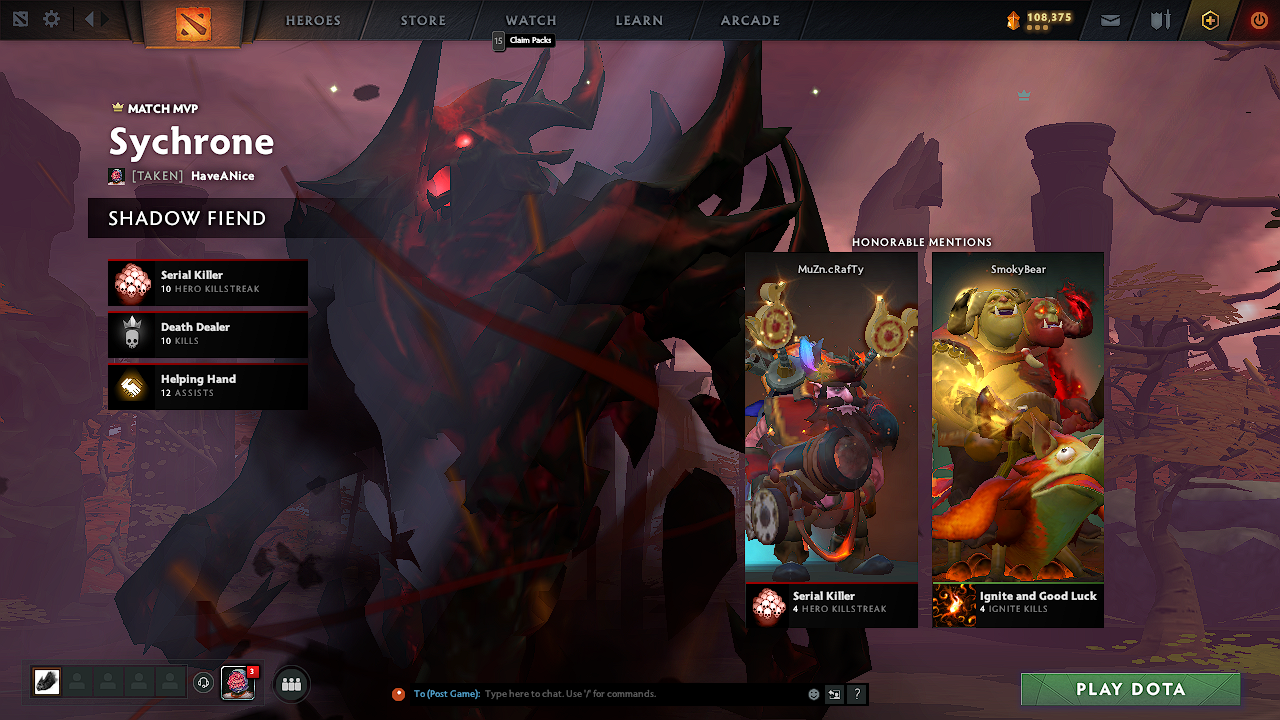 HEROES
STORE
WATCH
LEARN
ARCADE
108,375
15 Claim Packs
MATCH MVP
Sychrone
[TAKEN] HaveANice
SHADOW FIEND
Serial Killer
10 HERO KILLSTREAK
Death Dealer
10 KILLS
Helping Hand
12 ASSISTS
HONORABLE MENTIONS
MuZn.cRafTy
SmokyBear
Serial Killer
4 HERO KILLSTREAK
Ignite and Good Luck
4 IGNITE KILLS
3
To (Post Game): Type here to chat. Use '/' for commands.
?
PLAY DOTA